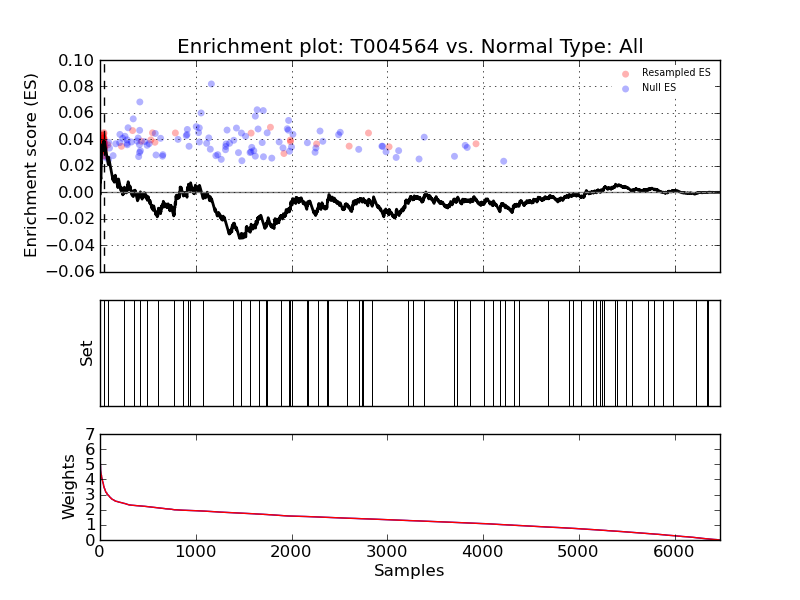 Enrichment plot: T004564 vs. Normal Type: All
Enrichment score (ES)
0.10
0.08
0.06
0.04
0.02
0.00
−0.02
−0.04
−0.06
Resampled ES
Null ES
Set
Weights
7
6
5
4
3
2
1
0
0 1000 2000 3000 4000 5000 6000
Samples